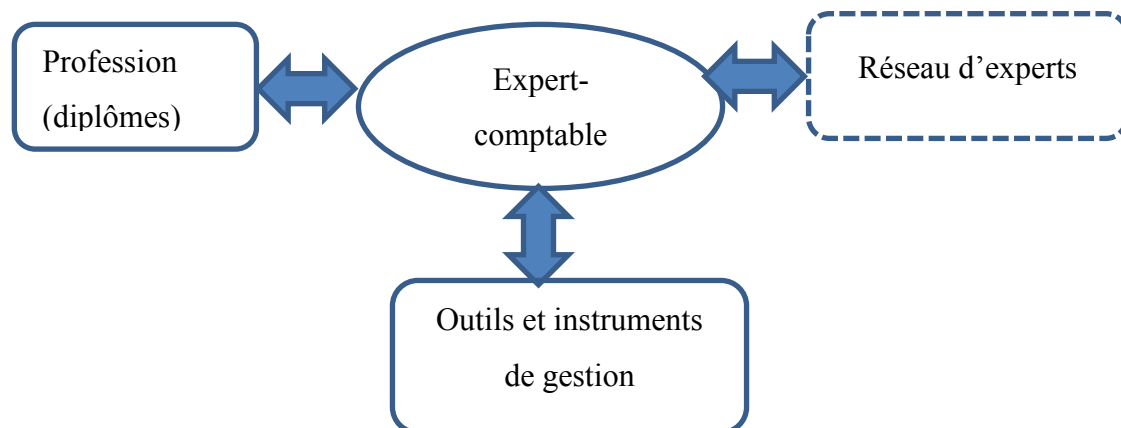 Profession
(diplômes)
Expert-
comptable
Réseau d’experts
Outils et instruments
de gestion